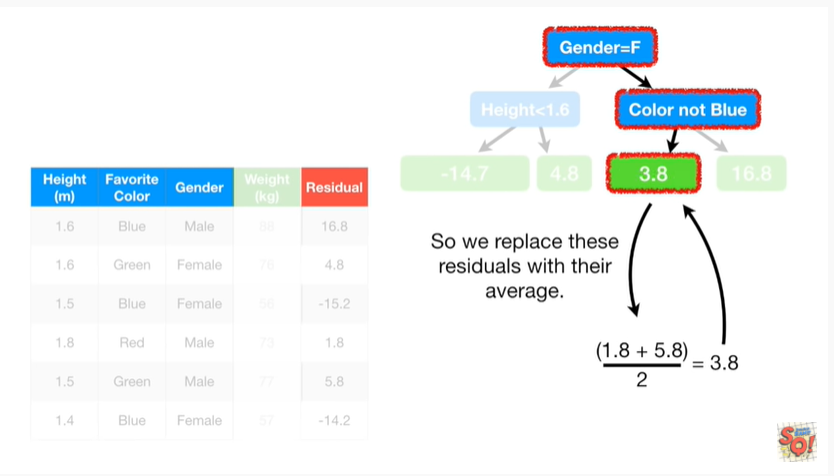 Gender=F
Height<1.6
Color not Blue
-14.7
4.8
3.8
16.8
Height (m) Favorite Color Gender Weight (kg) Residual
1.6 Blue Male 88 16.8
1.6 Green Female 76 4.8
1.5 Blue Female 56 -15.2
1.8 Red Male 73 1.8
1.5 Green Male 77 5.8
1.4 Blue Female 57 -14.2
So we replace these
residuals with their
average.
(1.8 + 5.8)
2
= 3.8
SQ!